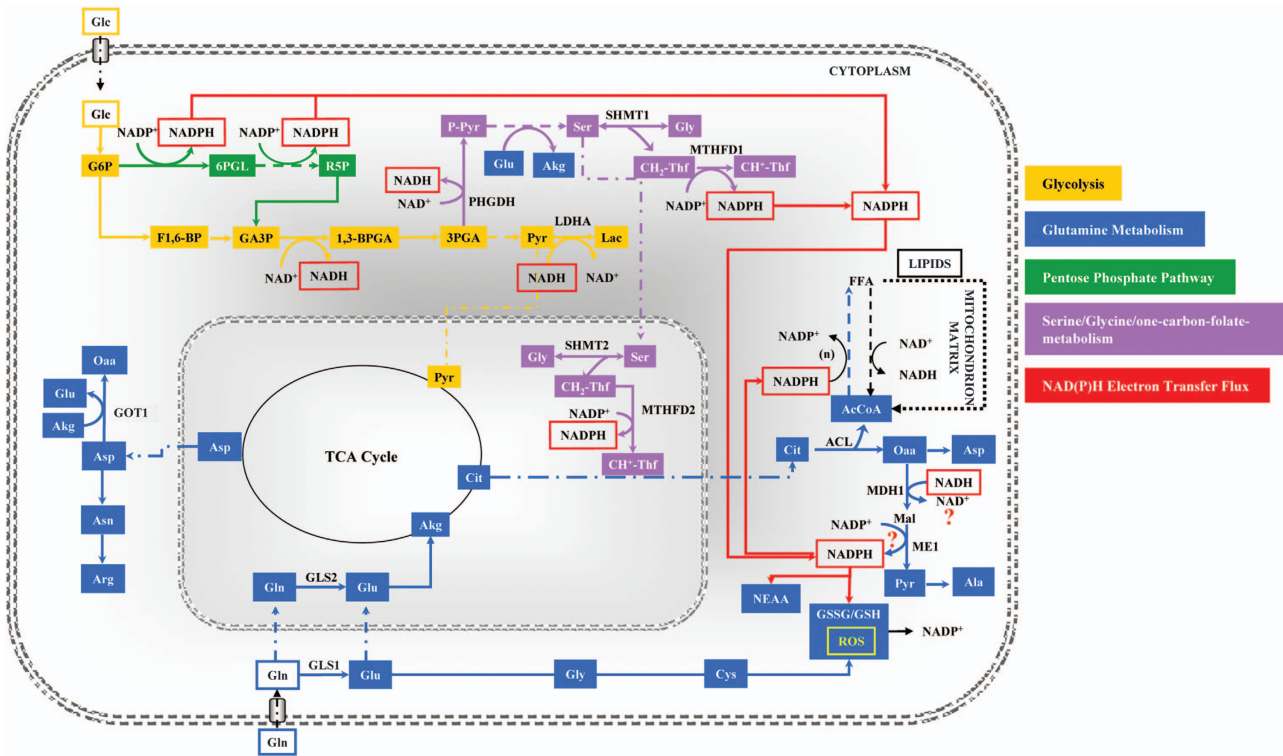 Glc
CYTOPLASM
Glc
NADP⁺ NADPH NADP⁺ NADPH
G6P 6PGL R5P
P-Pyr Ser SHMT1 Gly
Glu Akg
CH₂-Thf MTHFD1 CH⁺-Thf
NADP⁺ NADPH NADPH
NADH
NAD⁺ PHGDH
LDHA
F1,6-BP GA3P 1,3-BPGA 3PGA Pyr Lac
NAD⁺ NADH NADH NAD⁺
Glycolysis
Glutamine Metabolism
Pentose Phosphate Pathway
Serine/Glycine/one-carbon-folate-
metabolism
NAD(P)H Electron Transfer Flux
LIPIDS
FFA
MITOCHONDRION
MATRIX
NADP⁺ (n) NAD⁺
NADPH NADH
AcCoA
Oaa
Glu
Akg GOT1
Asp
Asn
Arg
Pyr
Gly SHMT2 Ser
CH₂-Thf
NADP⁺ MTHFD2
NADPH
CH⁺-Thf
Asp
TCA Cycle
Cit
Akg
Gln GLS2 Glu
Cit ACL Oaa Asp
MDH1 NADH
NAD⁺
?
Mal
NADP⁺ ? ME1
NADPH
Pyr Ala
NEAA
GSSG/GSH
ROS
NADP⁺
Gln GLS1 Glu Gly Cys
Gln